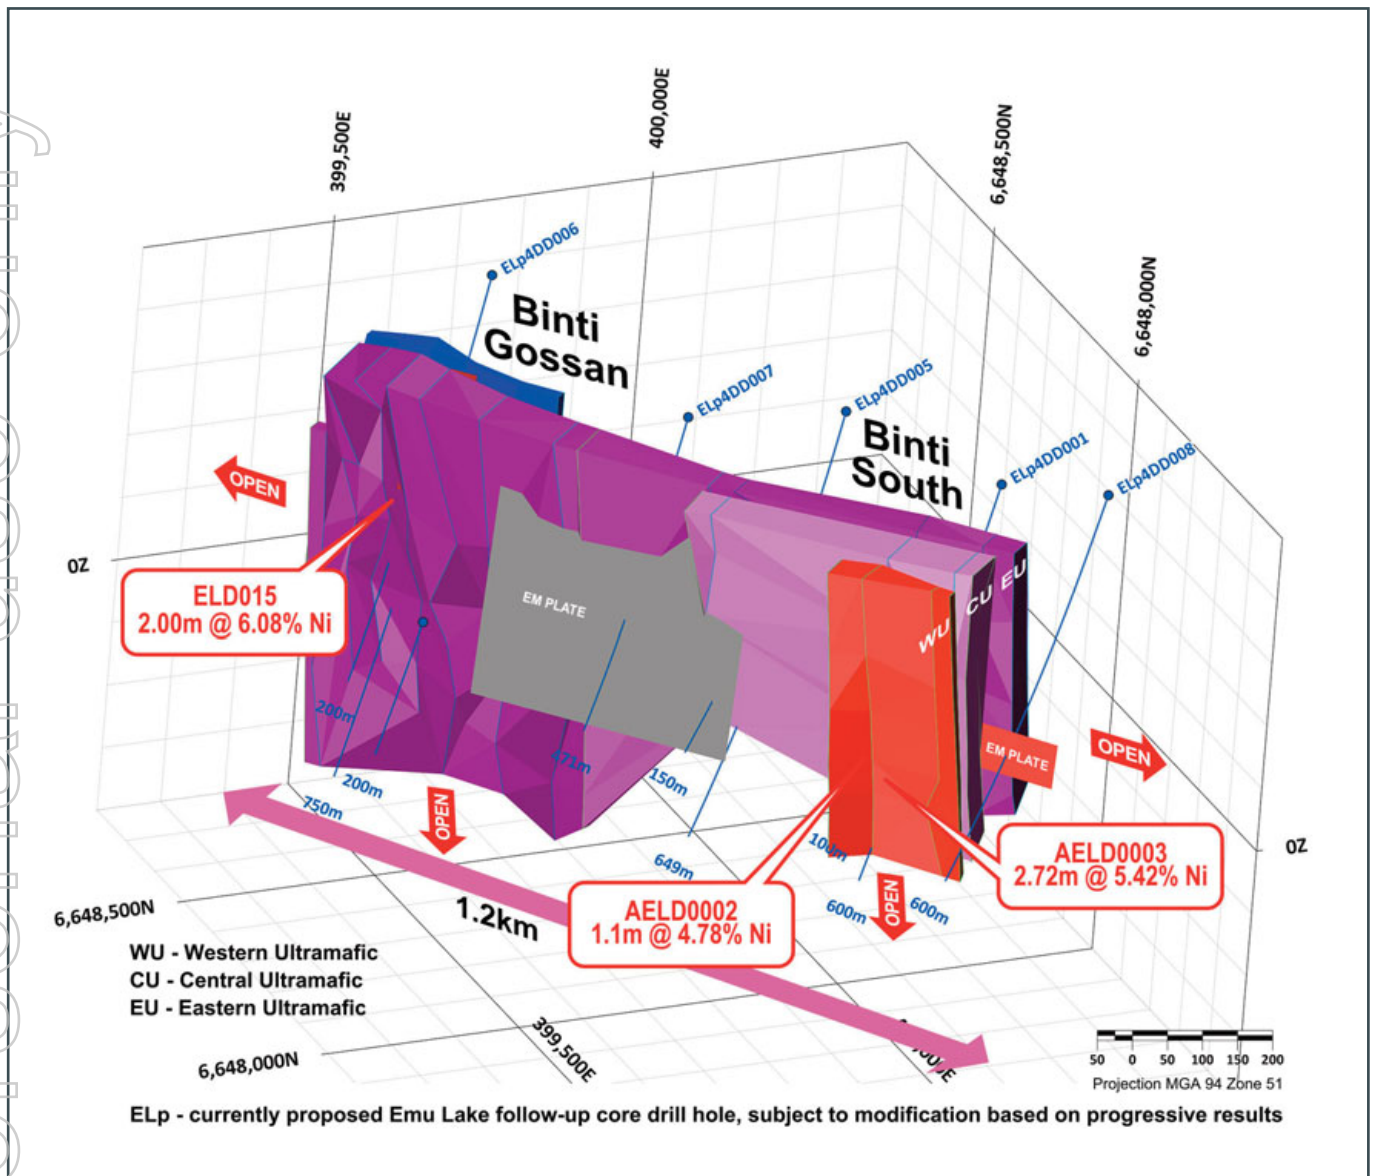 399,500E
400,000E
6,648,500N
6,648,000N
ELp4DD006
Binti
Gossan
ELp4DD007
ELp4DD005
Binti
South
ELp4DD001
ELp4DD008
OPEN
0Z
ELD015
2.00m @ 6.08% Ni
EM PLATE
WU
CU
EU
200m
200m
750m
471m
150m
649m
EM PLATE
OPEN
OPEN
100m
600m
600m
OPEN
0Z
AELD0003
2.72m @ 5.42% Ni
AELD0002
1.1m @ 4.78% Ni
1.2km
6,648,500N
WU - Western Ultramafic
CU - Central Ultramafic
EU - Eastern Ultramafic
6,648,000N
399,500E
50 0 50 100 150 200
Projection MGA 94 Zone 51
ELp - currently proposed Emu Lake follow-up core drill hole, subject to modification based on progressive results